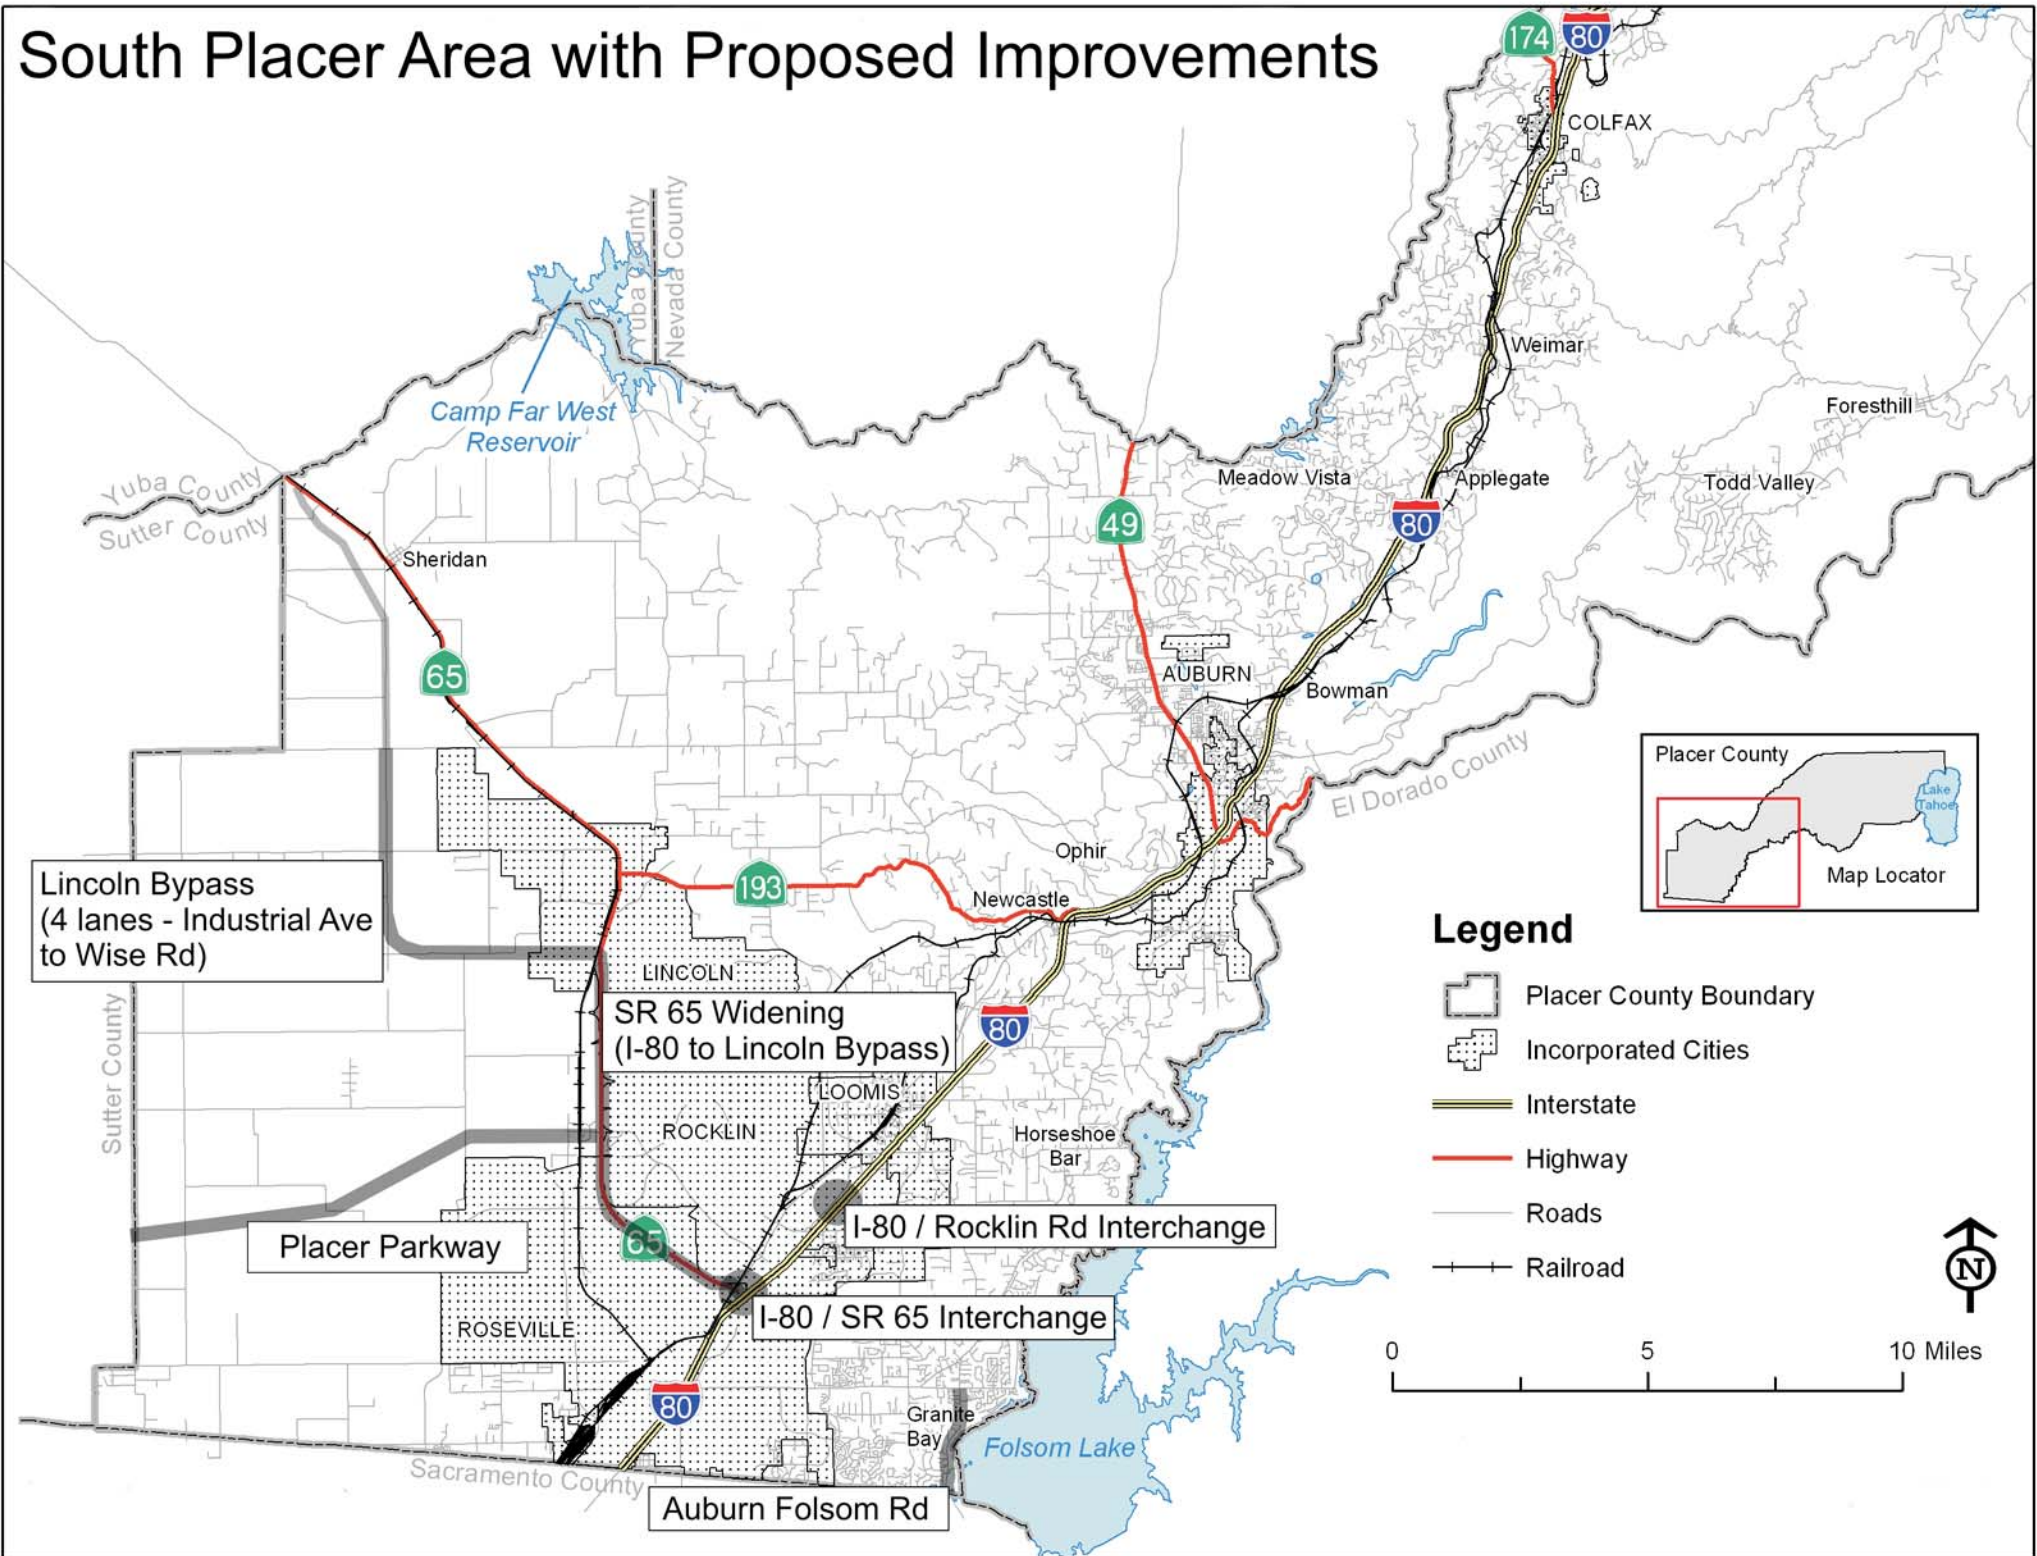 South Placer Area with Proposed Improvements
174
80
COLFAX
Yuba County
Nevada County
Weimar
Camp Far West
Reservoir
Foresthill
Yuba County
Sutter County
Meadow Vista
Applegate
Todd Valley
49
80
Sheridan
65
AUBURN
Bowman
El Dorado County
Placer County
Lake
Tahoe
Map Locator
Ophir
193
Newcastle
Lincoln Bypass
(4 lanes - Industrial Ave
to Wise Rd)
LINCOLN
SR 65 Widening
(I-80 to Lincoln Bypass)
80
Sutter County
LOOMIS
ROCKLIN
Horseshoe
Bar
Legend
Placer County Boundary
Incorporated Cities
Interstate
Highway
Roads
Railroad
N
I-80 / Rocklin Rd Interchange
Placer Parkway
65
I-80 / SR 65 Interchange
ROSEVILLE
0 5 10 Miles
80
Granite
Bay
Folsom Lake
Sacramento County
Auburn Folsom Rd